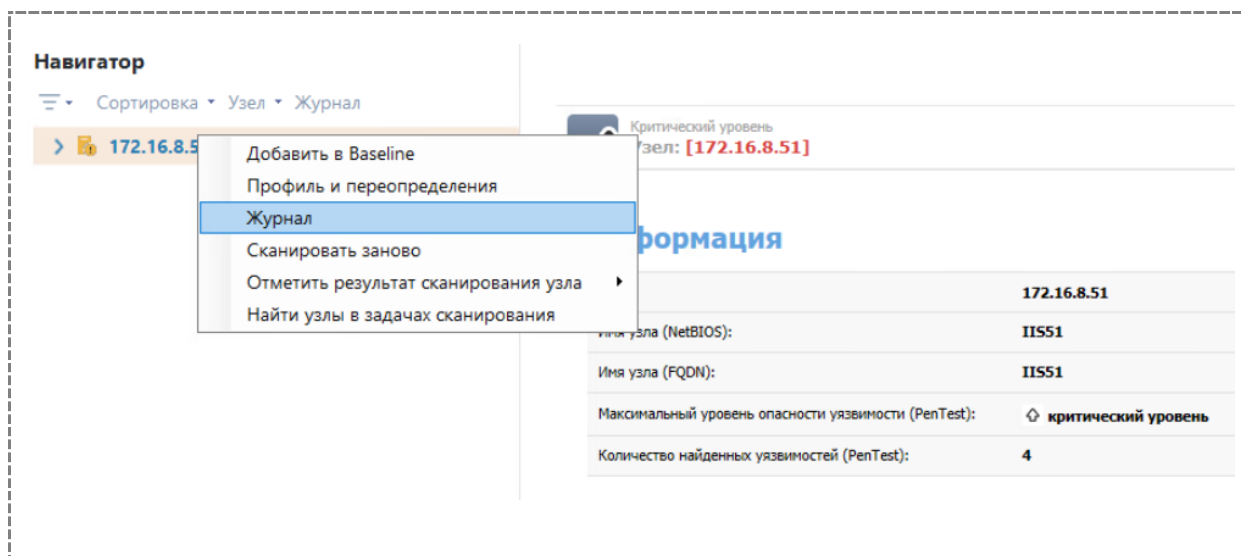 Навигатор
Сортировка Узел Журнал
172.16.8.5
Добавить в Baseline
Профиль и переопределения
Журнал
Сканировать заново
Отметить результат сканирования узла
Найти узлы в задачах сканирования
Критический уровень
Узел: [172.16.8.51]
формация
172.16.8.51
Имя узла (NetBIOS): IIS51
Имя узла (FQDN): IIS51
Максимальный уровень опасности уязвимости (PenTest): критический уровень
Количество найденных уязвимостей (PenTest): 4